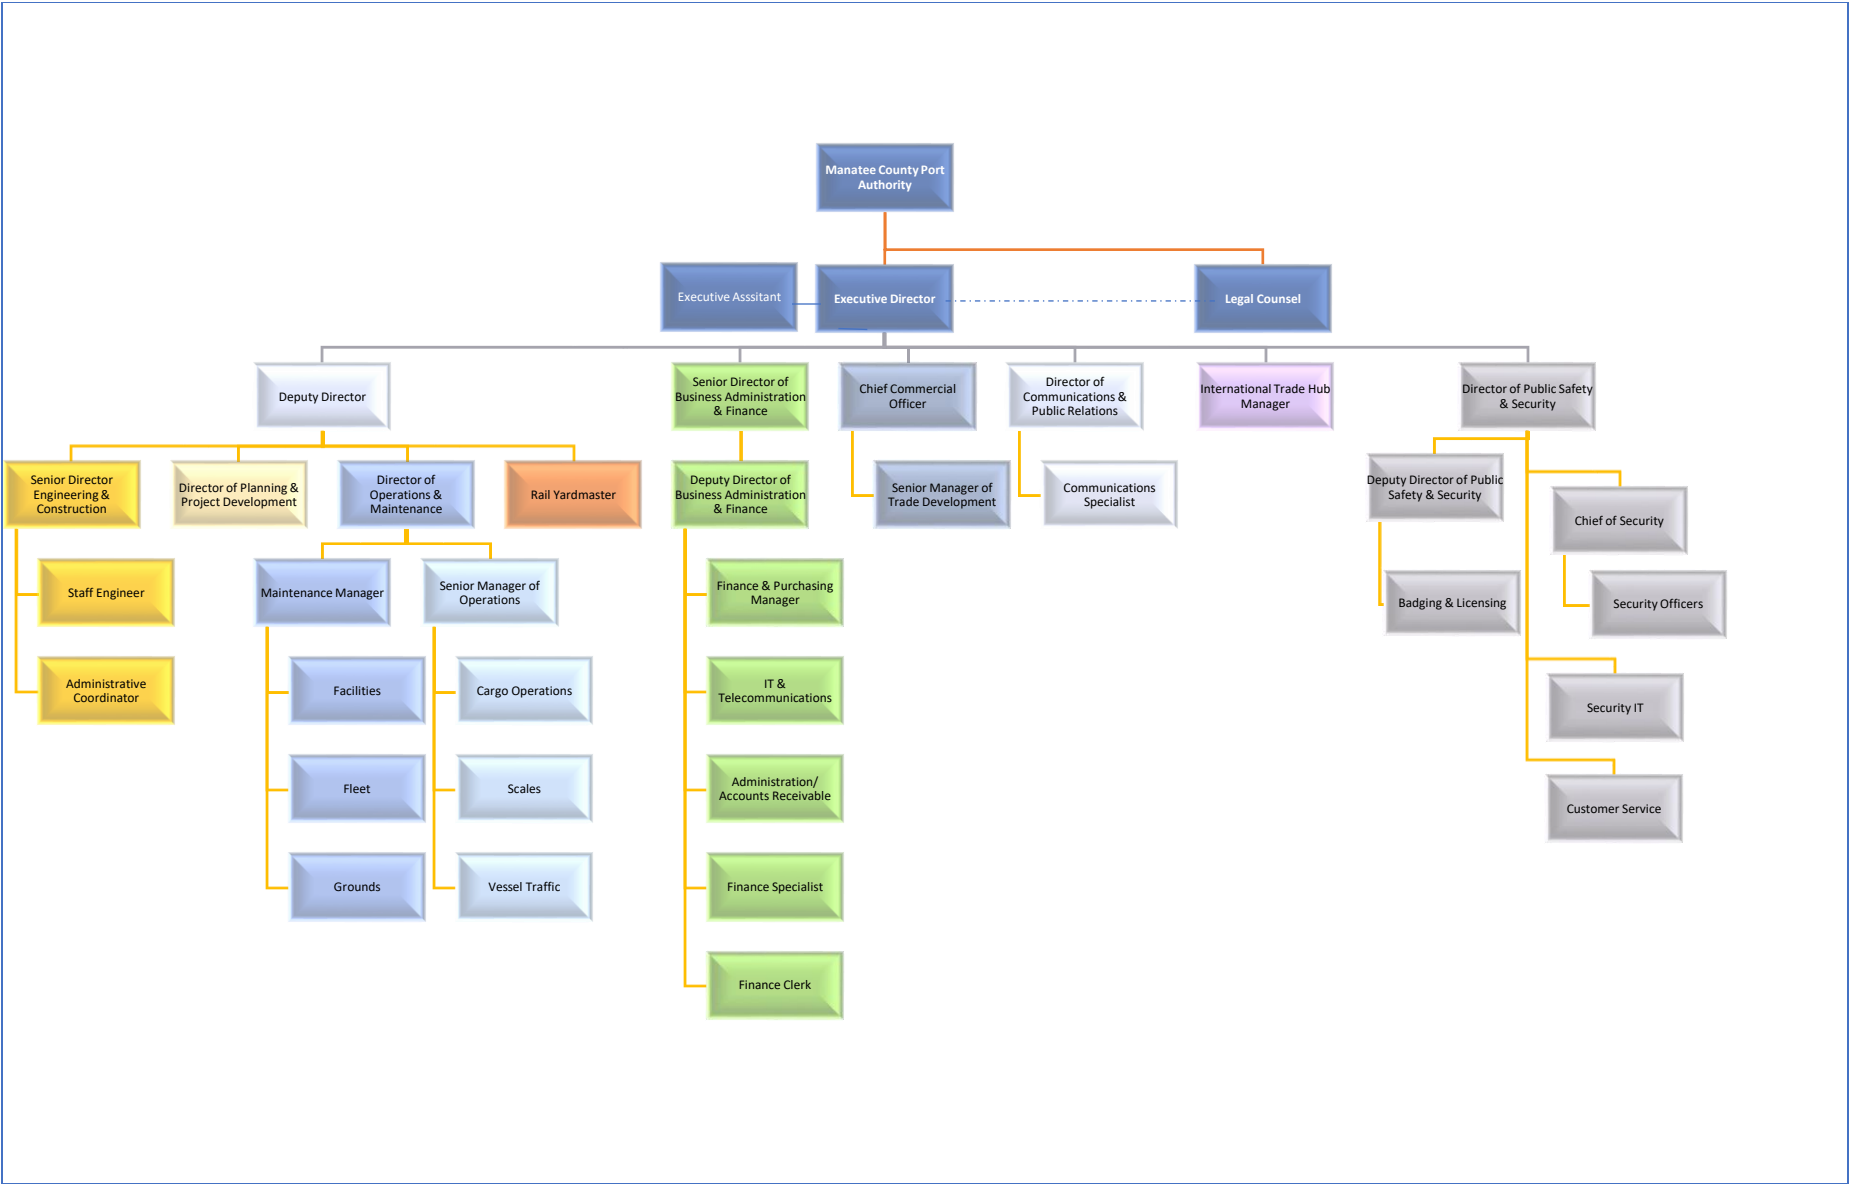 Manatee County Port
Authority
Executive Asssitant
Executive Director
Legal Counsel
Deputy Director
Senior Director of
Business Administration
& Finance
Chief Commercial
Officer
Director of
Communications &
Public Relations
International Trade Hub
Manager
Director of Public Safety
& Security
Senior Director
Engineering &
Construction
Director of Planning &
Project Development
Director of
Operations &
Maintenance
Rail Yardmaster
Deputy Director of
Business Administration
& Finance
Senior Manager of
Trade Development
Communications
Specialist
Deputy Director of Public
Safety & Security
Chief of Security
Staff Engineer
Maintenance Manager
Senior Manager of
Operations
Finance & Purchasing
Manager
Badging & Licensing
Security Officers
Administrative
Coordinator
Facilities
Cargo Operations
IT &
Telecommunications
Security IT
Fleet
Scales
Administration/
Accounts Receivable
Customer Service
Grounds
Vessel Traffic
Finance Specialist
Finance Clerk